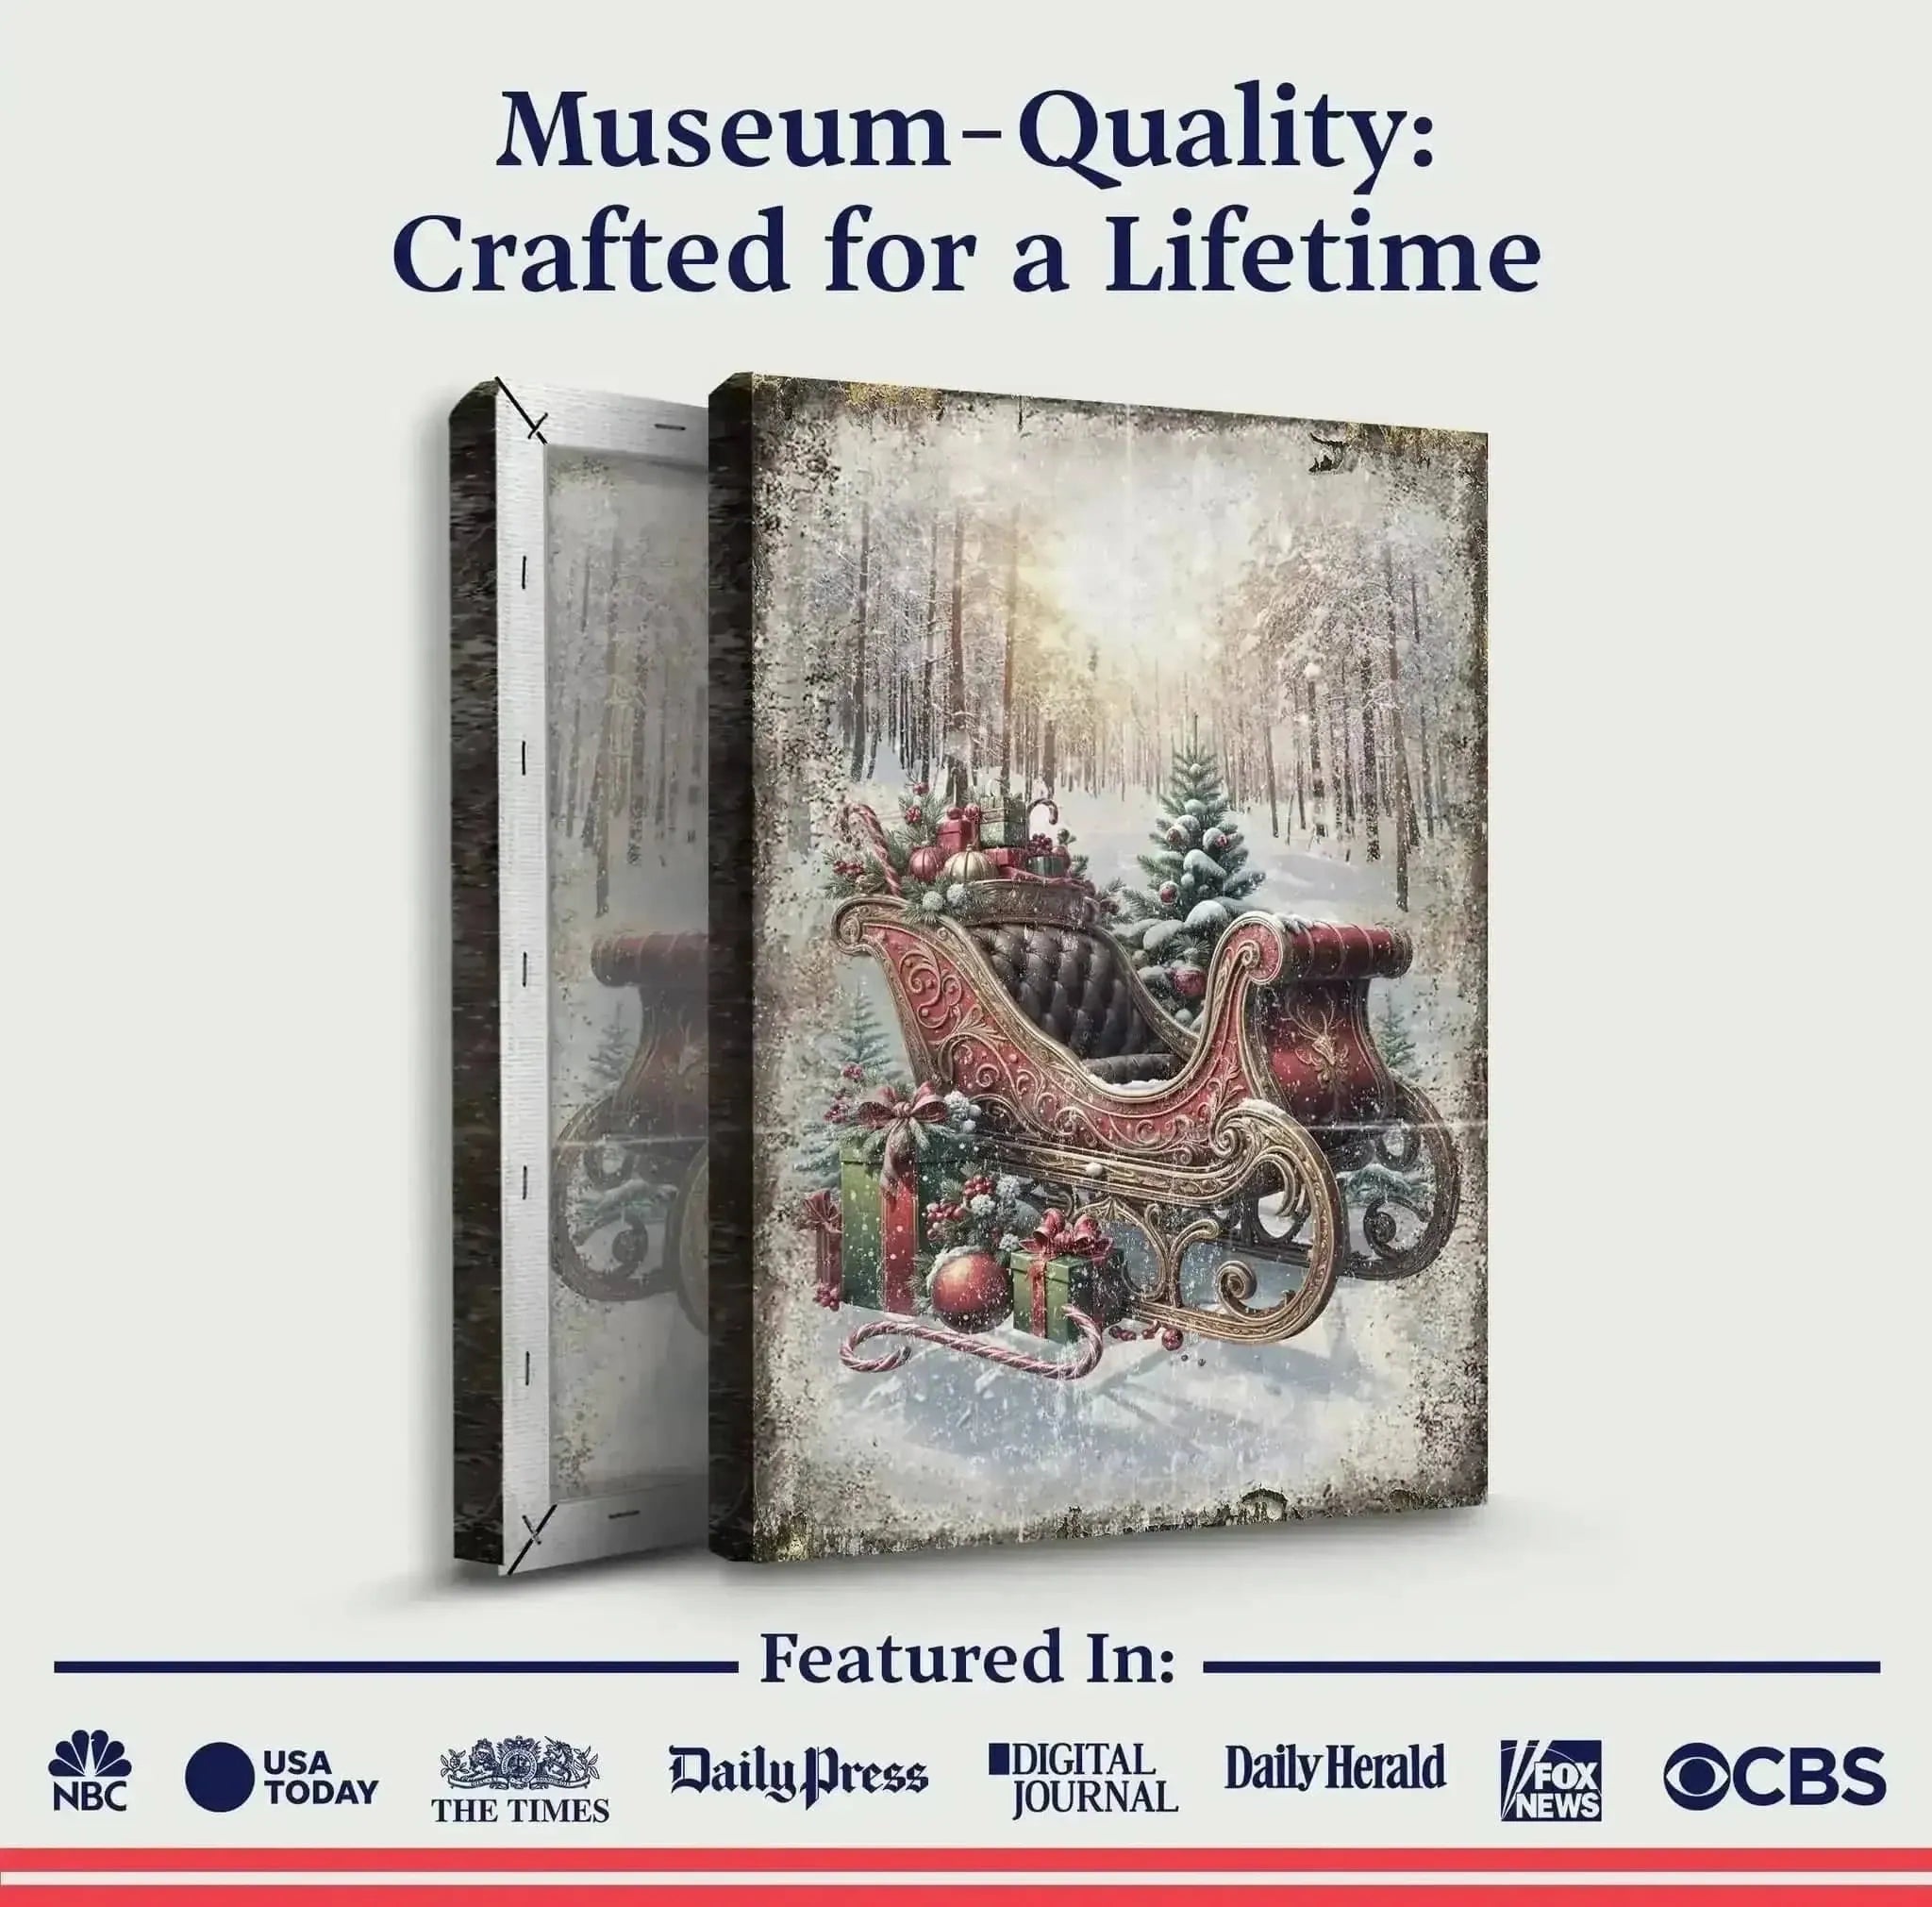 Museum-Quality:
Crafted for a Lifetime
Featured In:
NBC
USA
TODAY
THE TIMES
Daily Press
DIGITAL
JOURNAL
Daily Herald
FOX
NEWS
CBS